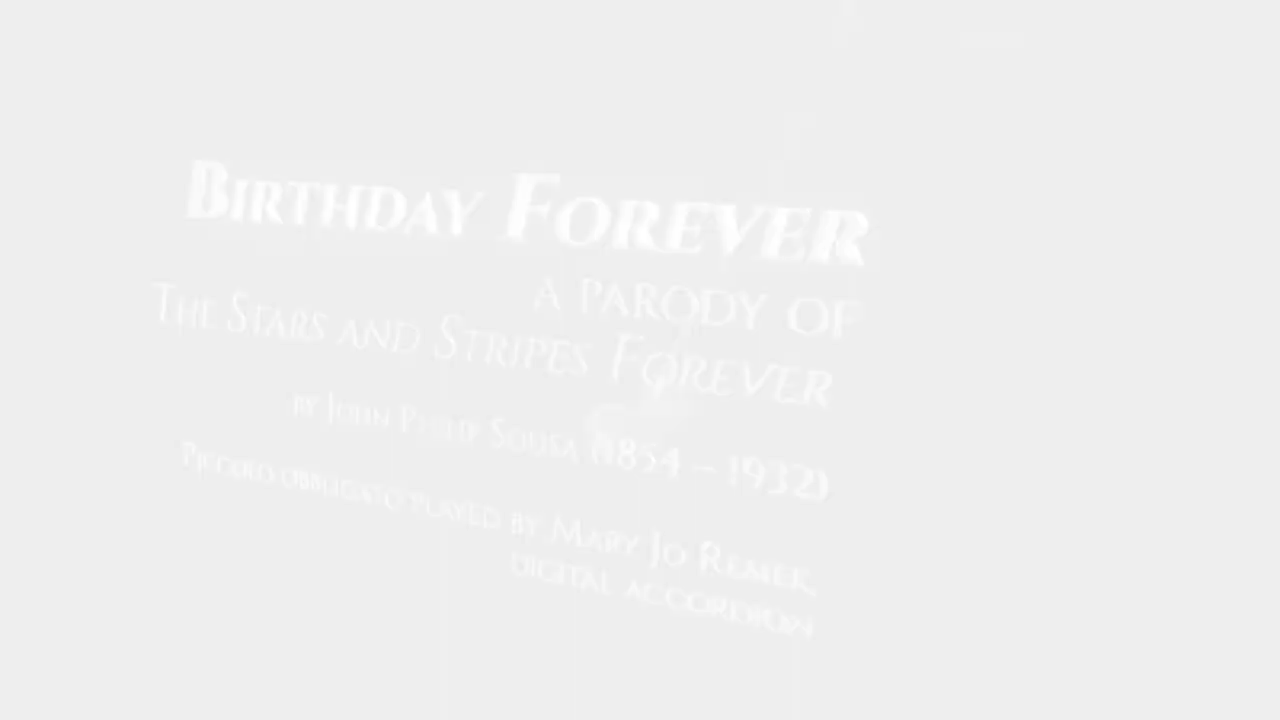 Birthday Forever
a parody of
The Stars and Stripes Forever
by John Philip Sousa (1854 – 1932)
Piccolo obbligato played by Mary Jo Remer,
digital accordion